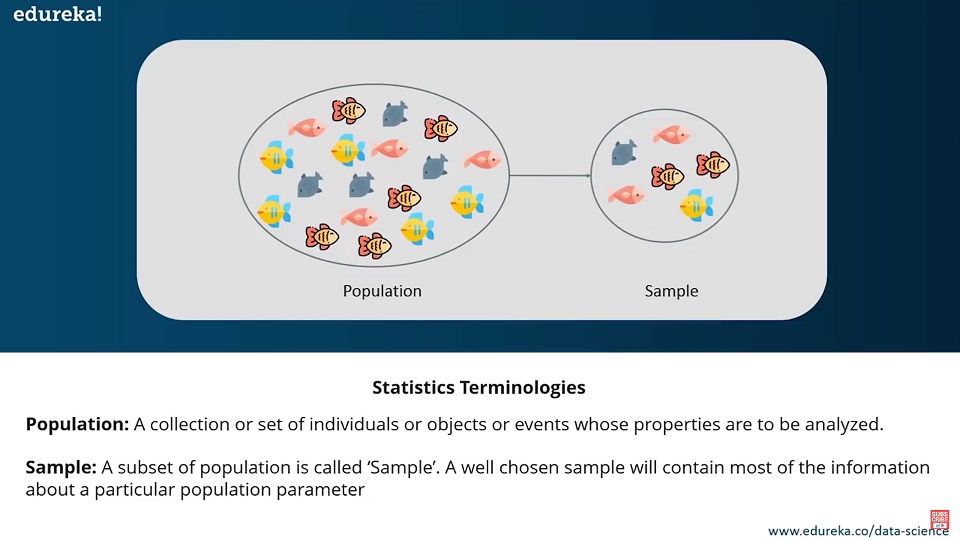 edureka!
Population
Sample
Statistics Terminologies
Population: A collection or set of individuals or objects or events whose properties are to be analyzed.
Sample: A subset of population is called ‘Sample’. A well chosen sample will contain most of the information
about a particular population parameter
SUBS
CRIBE
www.edureka.co/data-science